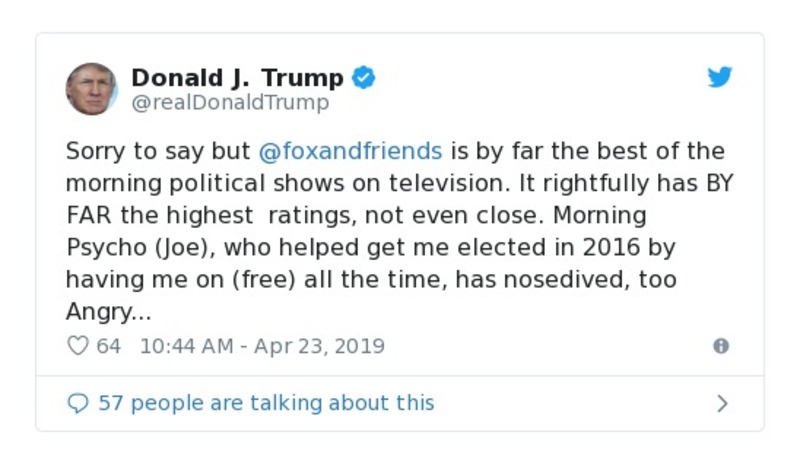 Donald J. Trump
@realDonaldTrump
Sorry to say but @foxandfriends is by far the best of the
morning political shows on television. It rightfully has BY
FAR the highest  ratings, not even close. Morning
Psycho (Joe), who helped get me elected in 2016 by
having me on (free) all the time, has nosedived, too
Angry...
64 10:44 AM - Apr 23, 2019
57 people are talking about this